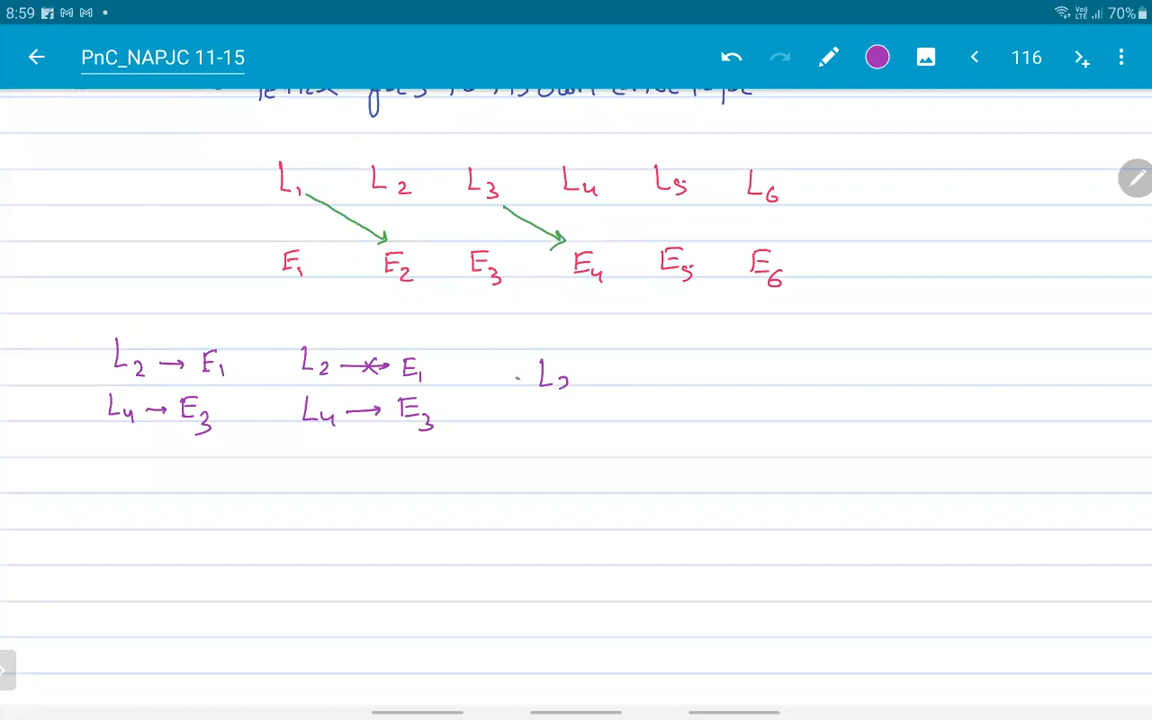 8:59 70%
PnC_NAPJC 11-15 116
L1 L2 L3 L4 L5 L6
E1 E2 E3 E4 E5 E6
L2 → E1 L2 → E1 L2
L4 → E3 L4 → E3